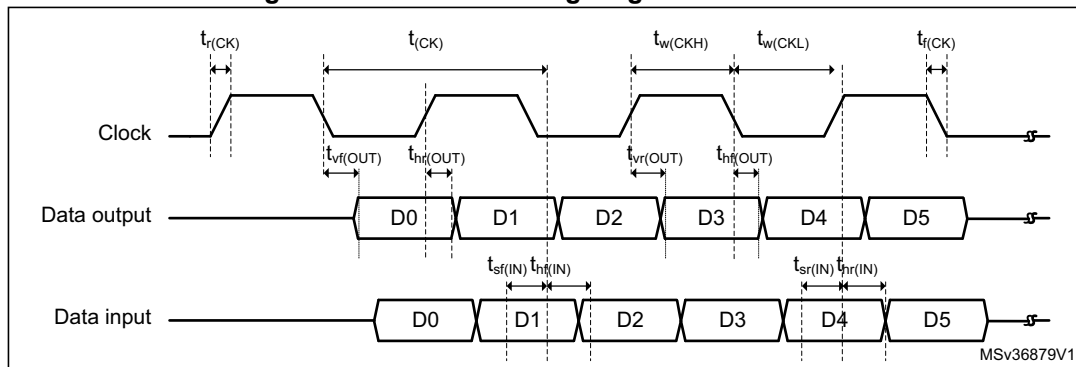 t_r(CK) t_(CK) t_w(CKH) t_w(CKL) t_f(CK)
Clock
t_vf(OUT) t_hr(OUT) t_vr(OUT) t_hf(OUT)
Data output D0 D1 D2 D3 D4 D5
t_sf(IN) t_hf(IN) t_sr(IN) t_hr(IN)
Data input D0 D1 D2 D3 D4 D5
MSv36879V1